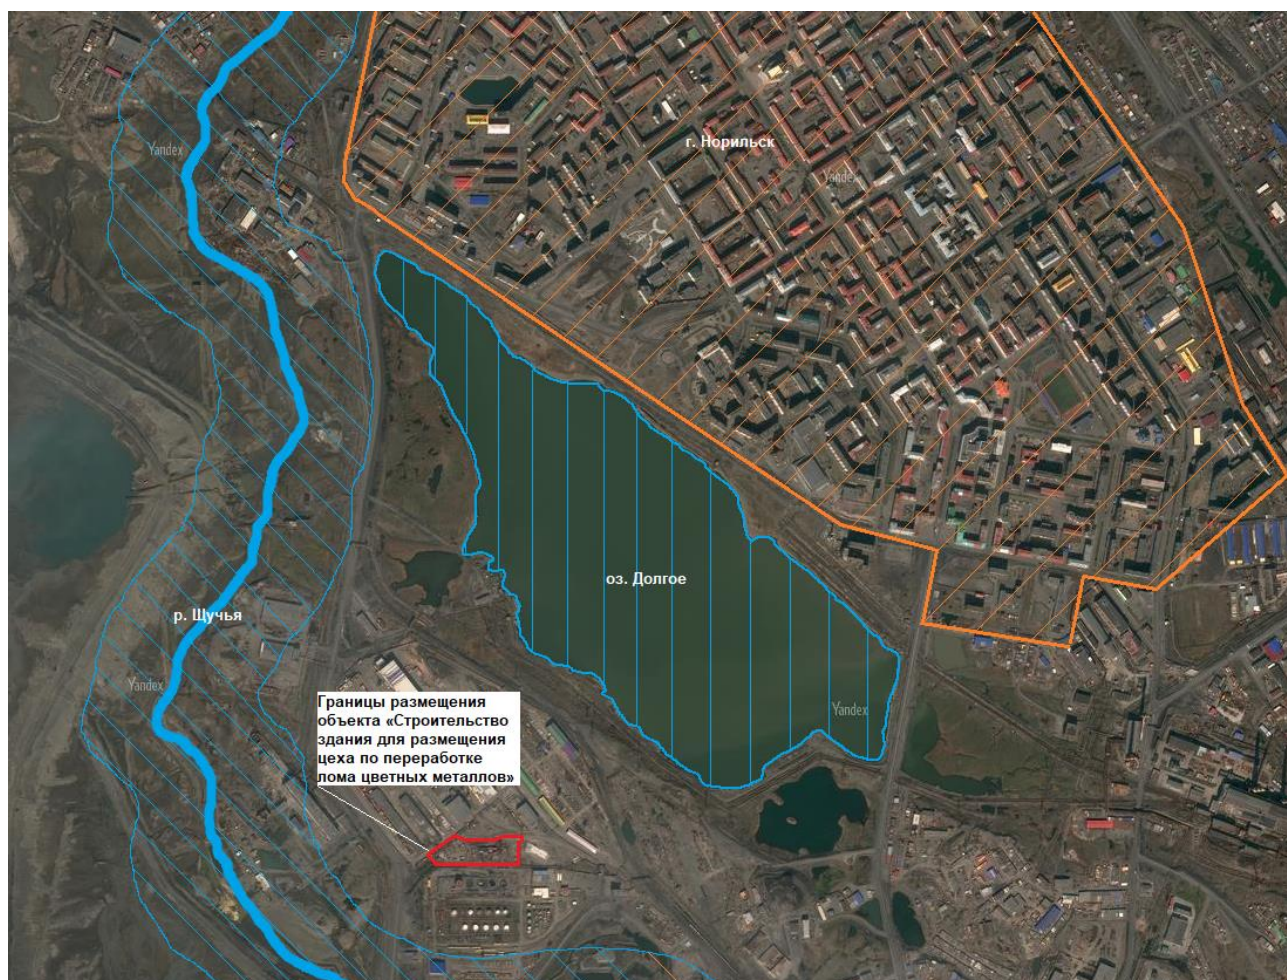 г. Норильск
Yandex
Yandex
оз. Долгое
р. Щучья
Yandex
Границы размещения
объекта «Строительство
здания для размещения
цеха по переработке
лома цветных металлов»
Yandex